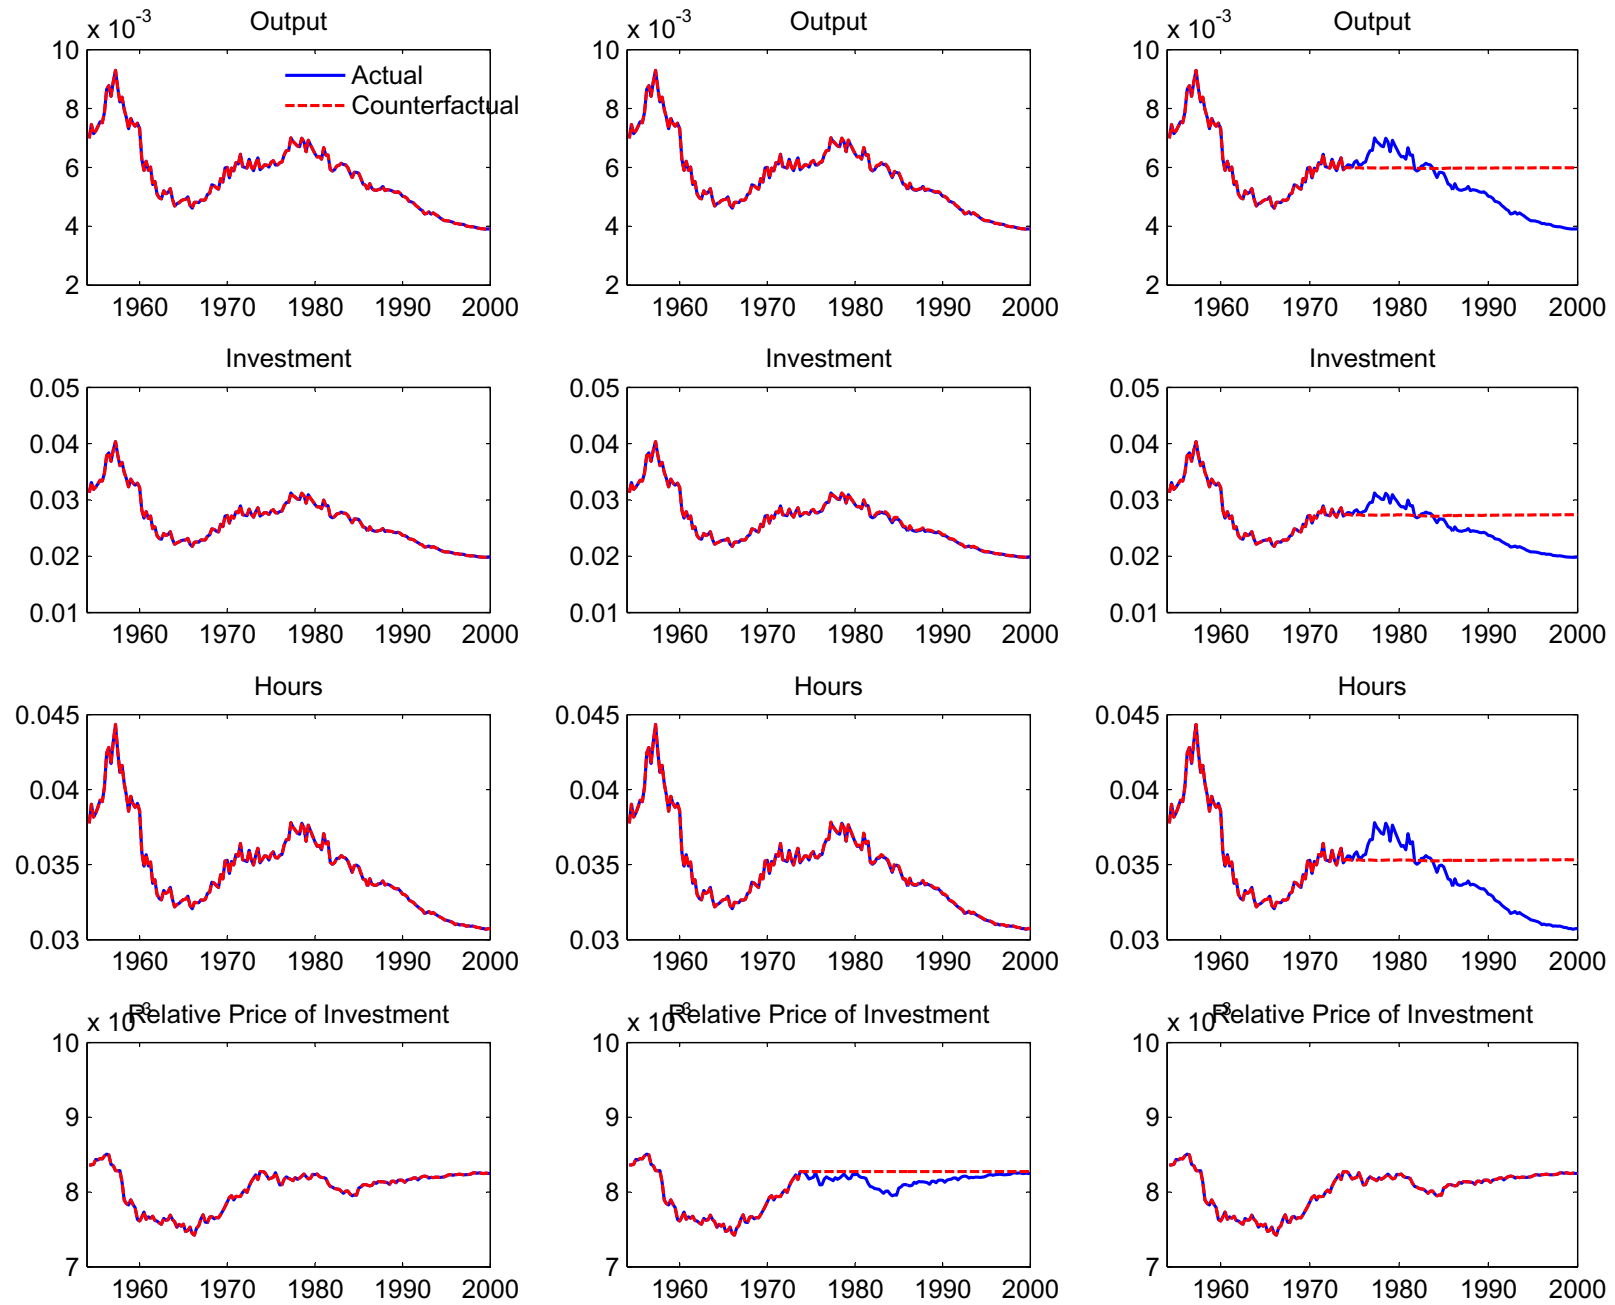 x 10-3 Output x 10-3 Output x 10-3 Output
10 10 10
Actual
8 Counterfactual 8 8
6 6 6
4 4 4
2 2 2
1960 1970 1980 1990 2000 1960 1970 1980 1990 2000 1960 1970 1980 1990 2000
Investment Investment Investment
0.05 0.05 0.05
0.04 0.04 0.04
0.03 0.03 0.03
0.02 0.02 0.02
0.01 0.01 0.01
1960 1970 1980 1990 2000 1960 1970 1980 1990 2000 1960 1970 1980 1990 2000
Hours Hours Hours
0.045 0.045 0.045
0.04 0.04 0.04
0.035 0.035 0.035
0.03 0.03 0.03
1960 1970 1980 1990 2000 1960 1970 1980 1990 2000 1960 1970 1980 1990 2000
x 10-3 Relative Price of Investment x 10-3 Relative Price of Investment x 10-3 Relative Price of Investment
10 10 10
9 9 9
8 8 8
7 7 7
1960 1970 1980 1990 2000 1960 1970 1980 1990 2000 1960 1970 1980 1990 2000